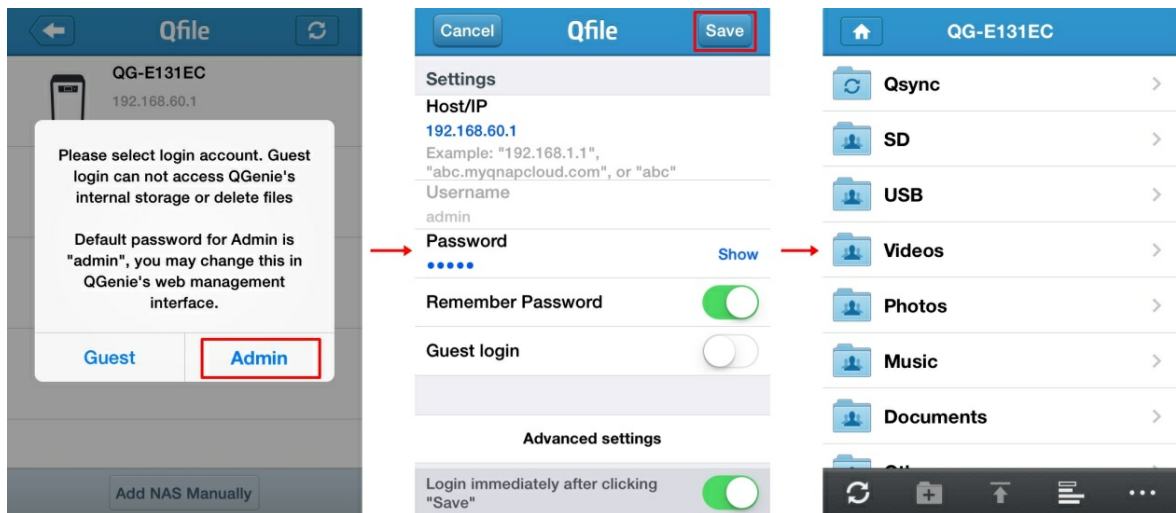 Qfile
QG-E131EC
192.168.60.1
Please select login account. Guest
login can not access QGenie's
internal storage or delete files
Default password for Admin is
"admin", you may change this in
QGenie's web management
interface.
Guest
Admin
Add NAS Manually
Cancel
Qfile
Save
Settings
Host/IP
192.168.60.1
Example: "192.168.1.1",
"abc.myqnapcloud.com", or "abc"
Username
admin
Password
•••••
Show
Remember Password
Guest login
Advanced settings
Login immediately after clicking
"Save"
QG-E131EC
Qsync
SD
USB
Videos
Photos
Music
Documents